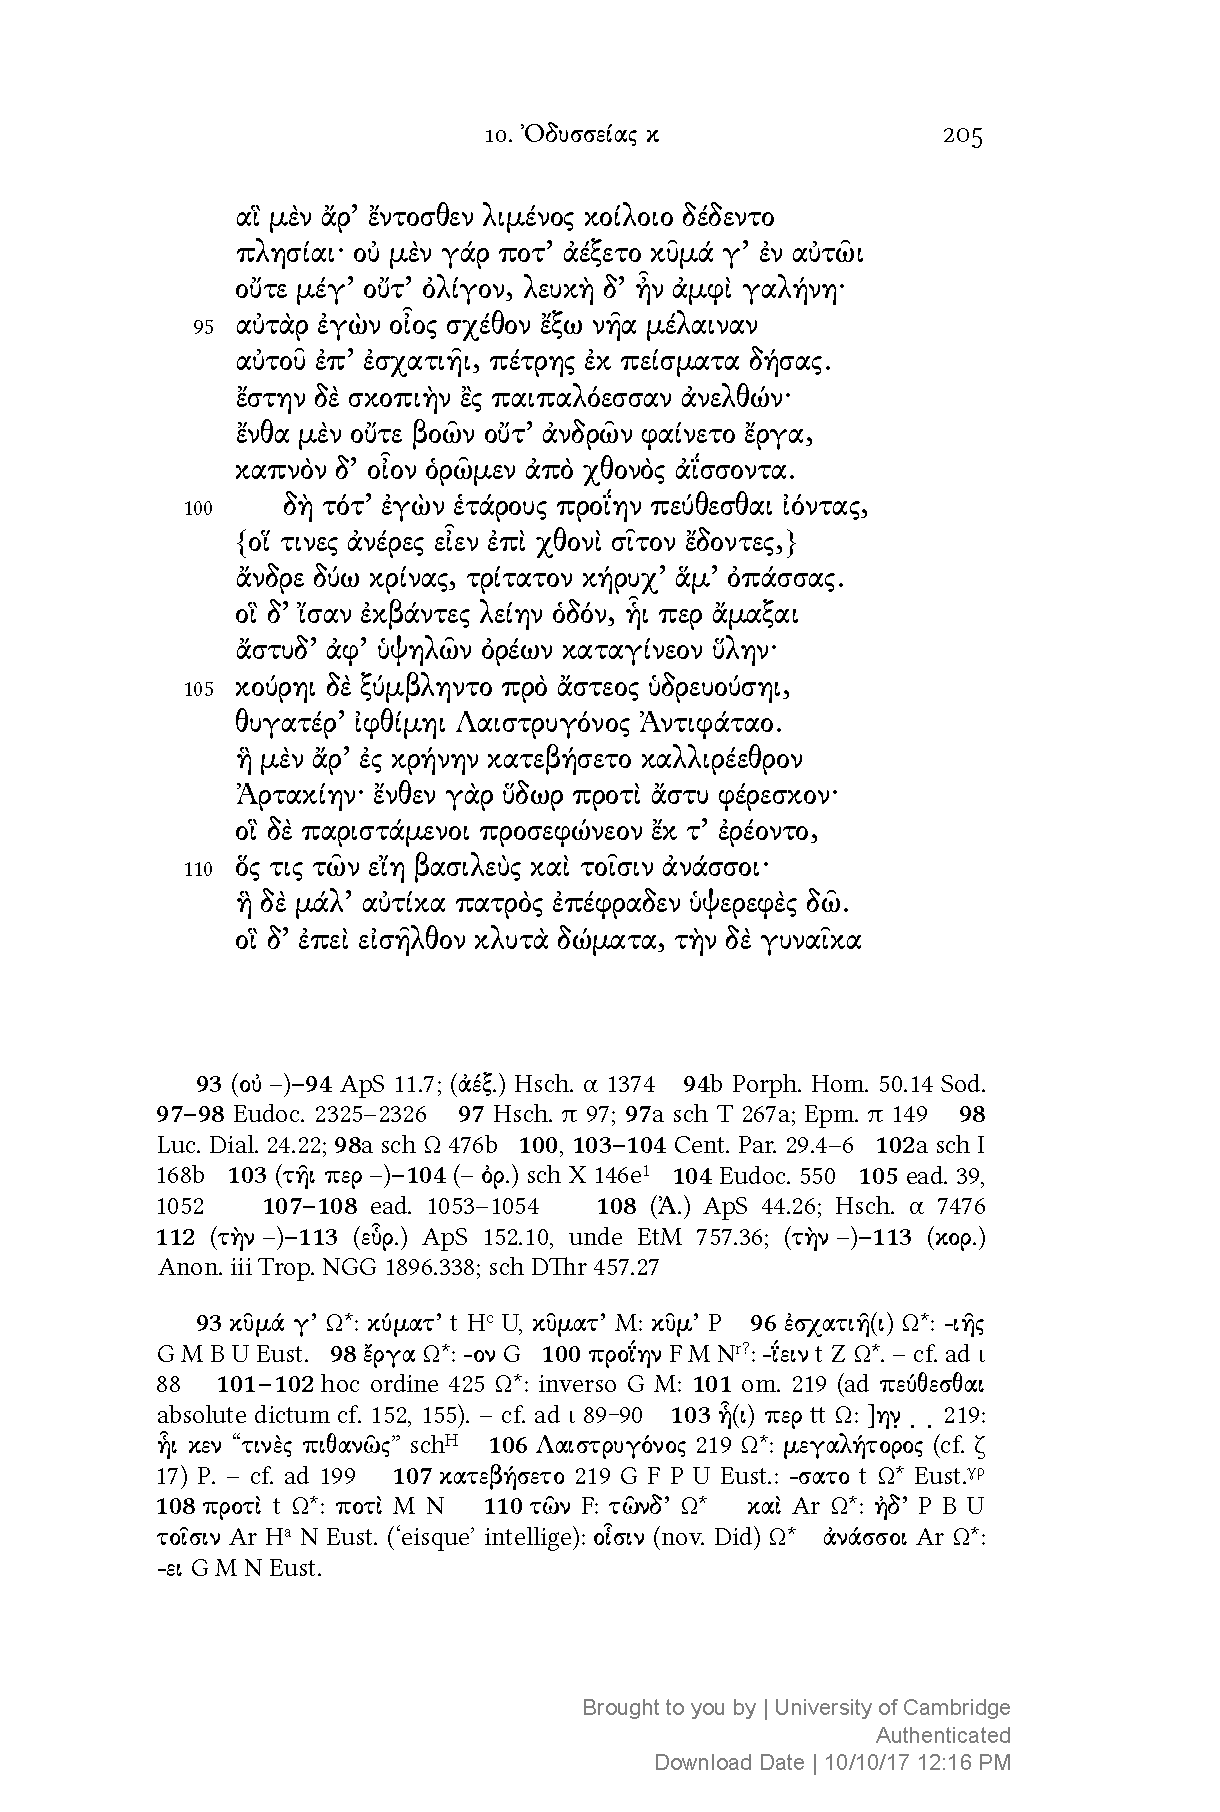 10. Ὀδυσσείας κ 205
αἳ μὲν ἄρ’ ἔντοσθεν λιμένος κοίλοιο δέδεντο
πλησίαι· οὐ μὲν γάρ ποτ’ ἀέξετο κῦμά γ’ ἐν αὐτῶι
οὔτε μέγ’ οὔτ’ ὀλίγον, λευκὴ δ’ ἦν ἀμφὶ γαλήνη·
95 αὐτὰρ ἐγὼν οἶος σχέθον ἔξω νῆα μέλαιναν
αὐτοῦ ἐπ’ ἐσχατιῆι, πέτρης ἐκ πείσματα δήσας.
ἔστην δὲ σκοπιὴν ἐς παιπαλόεσσαν ἀνελθών·
ἔνθα μὲν οὔτε βοῶν οὔτ’ ἀνδρῶν φαίνετο ἔργα,
καπνὸν δ’ οἶον ὁρῶμεν ἀπὸ χθονὸς ἀΐσσοντα.
100 δὴ τότ’ ἐγὼν ἑτάρους προΐην πεύθεσθαι ἰόντας,
{οἵ τινες ἀνέρες εἶεν ἐπὶ χθονὶ σῖτον ἔδοντες,}
ἄνδρε δύω κρίνας, τρίτατον κήρυχ’ ἅμ’ ὀπάσσας.
οἳ δ’ ἴσαν ἐκβάντες λείην ὁδόν, ἧι περ ἄμαξαι
ἄστυδ’ ἀφ’ ὑψηλῶν ὀρέων καταγίνεον ὕλην·
105 κούρηι δὲ ξύμβληντο πρὸ ἄστεος ὑδρευούσηι,
θυγατέρ’ ἰφθίμηι Λαιστρυγόνος Ἀντιφάταο.
ἣ μὲν ἄρ’ ἐς κρήνην κατεβήσετο καλλιρέεθρον
Ἀρτακίην· ἔνθεν γὰρ ὕδωρ προτὶ ἄστυ φέρεσκον·
οἳ δὲ παριστάμενοι προσεφώνεον ἔκ τ’ ἐρέοντο,
110 ὅς τις τῶν εἴη βασιλεὺς καὶ τοῖσιν ἀνάσσοι·
ἣ δὲ μάλ’ αὐτίκα πατρὸς ἐπέφραδεν ὑψερεφὲς δῶ.
οἳ δ’ ἐπεὶ εἰσῆλθον κλυτὰ δώματα, τὴν δὲ γυναῖκα
93 (οὐ –)–94 ApS 11.7; (ἀέξ.) Hsch. α 1374 94b Porph. Hom. 50.14 Sod.
97–98 Eudoc. 2325–2326 97 Hsch. π 97; 97a sch T 267a; Epm. π 149 98
Luc. Dial. 24.22; 98a sch Ω 476b 100, 103–104 Cent. Par. 29.4–6 102a sch I
168b 103 (τῆι περ –)–104 (– ὀρ.) sch X 146e¹ 104 Eudoc. 550 105 ead. 39,
1052 107–108 ead. 1053–1054 108 (Ἀ.) ApS 44.26; Hsch. α 7476
112 (τὴν –)–113 (εὗρ.) ApS 152.10, unde EtM 757.36; (τὴν –)–113 (κορ.)
Anon. iii Trop. NGG 1896.338; sch DThr 457.27
93 κῦμά γ’ Ω*: κύματ’ t Hᶜ U, κῦματ’ M: κῦμ’ P 96 ἐσχατιῆ(ι) Ω*: -ιῆς
G M B U Eust. 98 ἔργα Ω*: -ον G 100 προΐην F M Nʳ?: -ΐειν t Z Ω*. – cf. ad ι
88 101–102 hoc ordine 425 Ω*: inverso G M: 101 om. 219 (ad πεύθεσθαι
absolute dictum cf. 152, 155). – cf. ad ι 89–90 103 ἧ(ι) περ tt Ω: ]ην̣ ̣ ̣ 219:
ἧι κεν “τινὲς πιθανῶς” schᴴ 106 Λαιστρυγόνος 219 Ω*: μεγαλήτορος (cf. ζ
17) P. – cf. ad 199 107 κατεβήσετο 219 G F P U Eust.: -σατο t Ω* Eust.ᵞᵖ
108 προτὶ t Ω*: ποτὶ M N 110 τῶν F: τῶνδ’ Ω* καὶ Ar Ω*: ἠδ’ P B U
τοῖσιν Ar Hᵃ N Eust. (‘eisque’ intellige): οἷσιν (nov. Did) Ω* ἀνάσσοι Ar Ω*:
-ει G M N Eust.
Brought to you by | University of Cambridge
Authenticated
Download Date | 10/10/17 12:16 PM